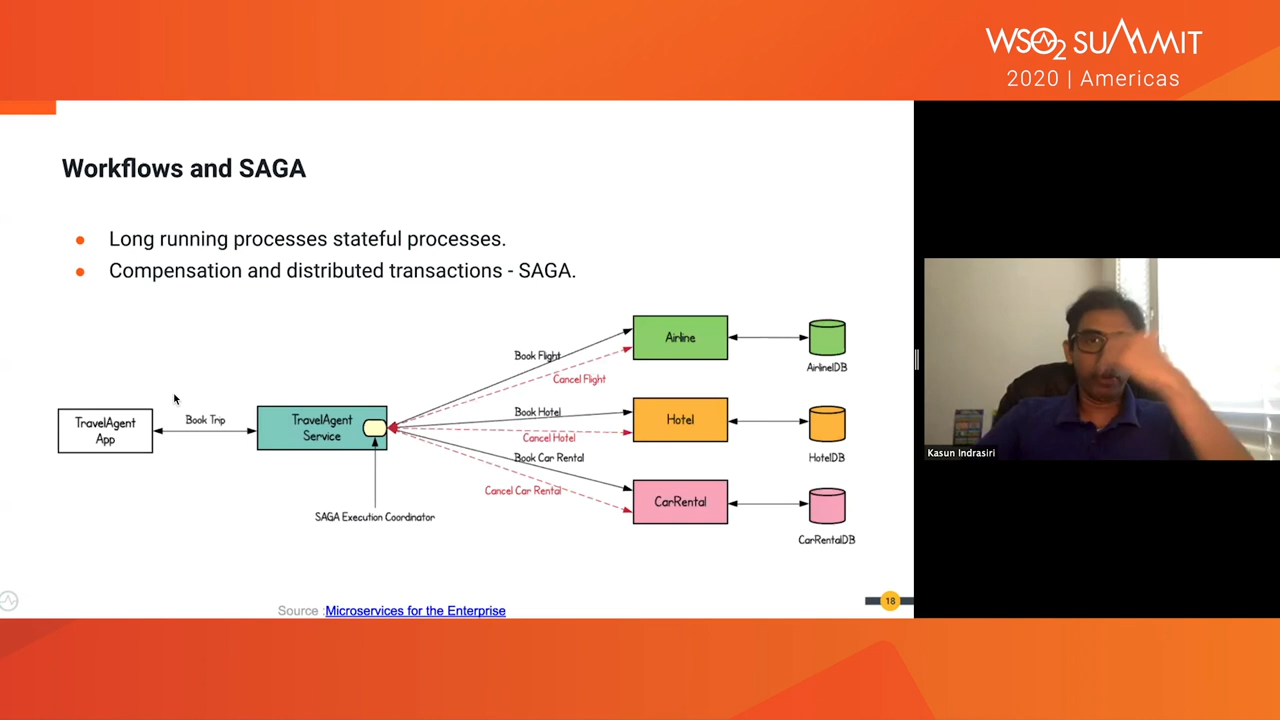 WSO2 SUMMIT
2020 | Americas
Workflows and SAGA
Long running processes stateful processes.
Compensation and distributed transactions - SAGA.
TravelAgent
App
Book Trip
TravelAgent
Service
SAGA Execution Coordinator
Book Flight
Cancel Flight
Book Hotel
Cancel Hotel
Book Car Rental
Cancel Car Rental
Airline
AirlineDB
Hotel
HotelDB
CarRental
CarRentalDB
Kasun Indrasiri
Source : Microservices for the Enterprise
18